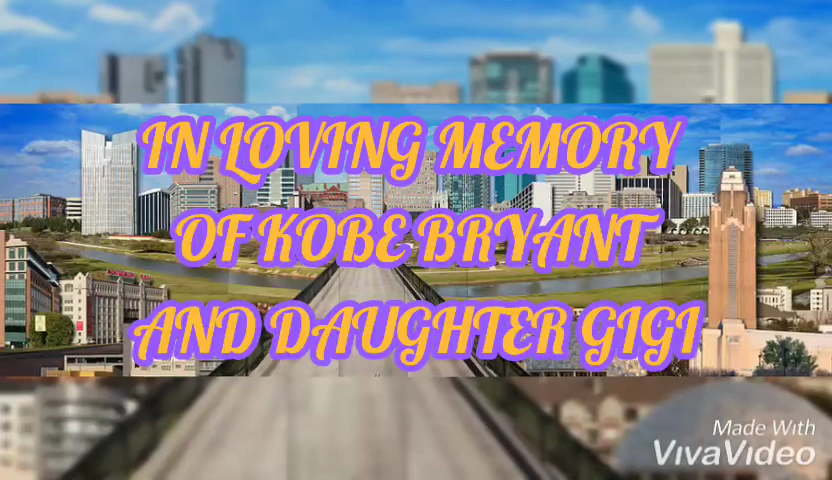 IN LOVING MEMORY
OF KOBE BRYANT
AND DAUGHTER GIGI
Made With
VivaVideo